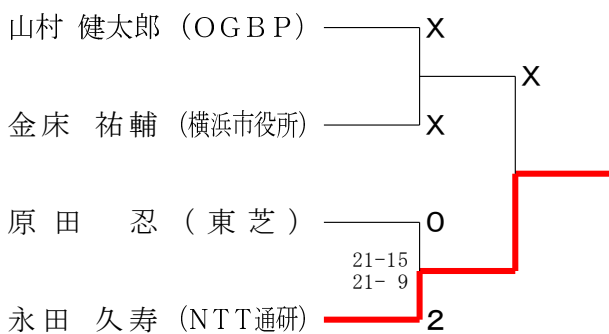 山村 健太郎 (ＯＧＢＰ) X
X
金床 祐輔 (横浜市役所) X
原田 忍 (東芝) 0
21-15
21- 9
永田 久寿 (ＮＴＴ通研) 2